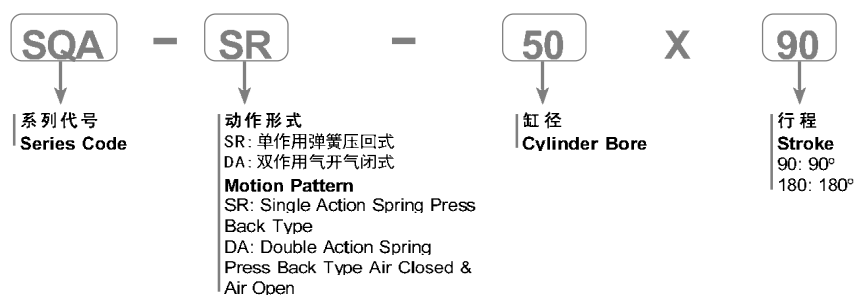 SQA - SR - 50 X 90
系列代号
Series Code
动作形式
SR: 单作用弹簧压回式
DA: 双作用气开气闭式
Motion Pattern
SR: Single Action Spring Press
Back Type
DA: Double Action Spring
Press Back Type Air Closed &
Air Open
缸径
Cylinder Bore
行程
Stroke
90: 90°
180: 180°